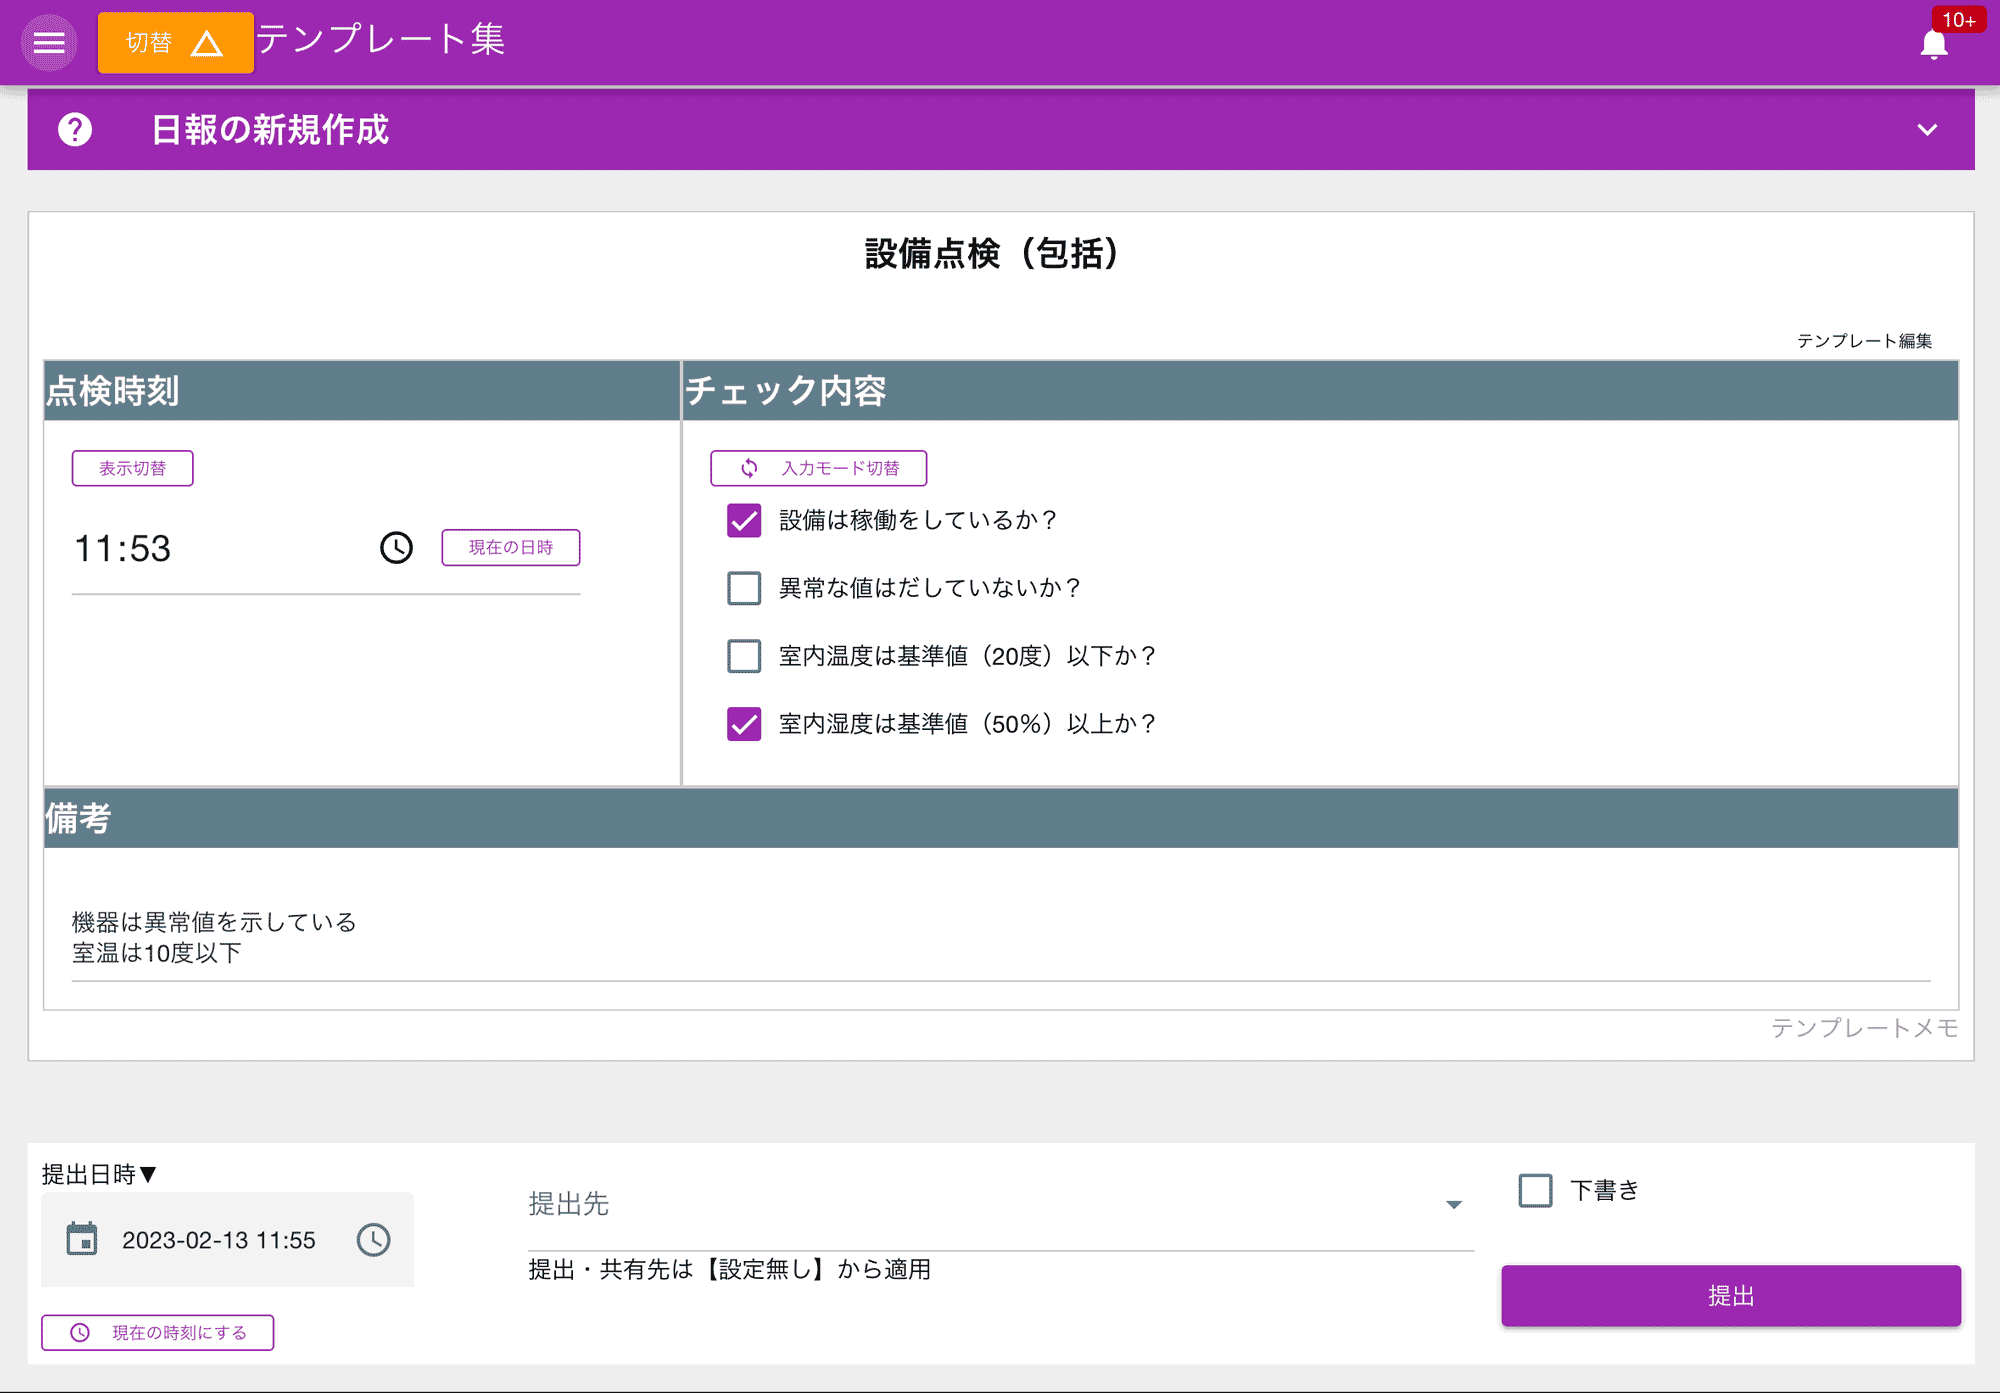 切替
テンプレート集
10+
日報の新規作成
設備点検（包括）
テンプレート編集
点検時刻
チェック内容
表示切替
入力モード切替
11:53
現在の日時
設備は稼働をしているか？
異常な値はだしていないか？
室内温度は基準値（20度）以下か？
室内湿度は基準値（50%）以上か？
備考
機器は異常値を示している
室温は10度以下
テンプレートメモ
提出日時▼
2023-02-13 11:55
現在の時刻にする
提出先
提出・共有先は【設定無し】から適用
下書き
提出